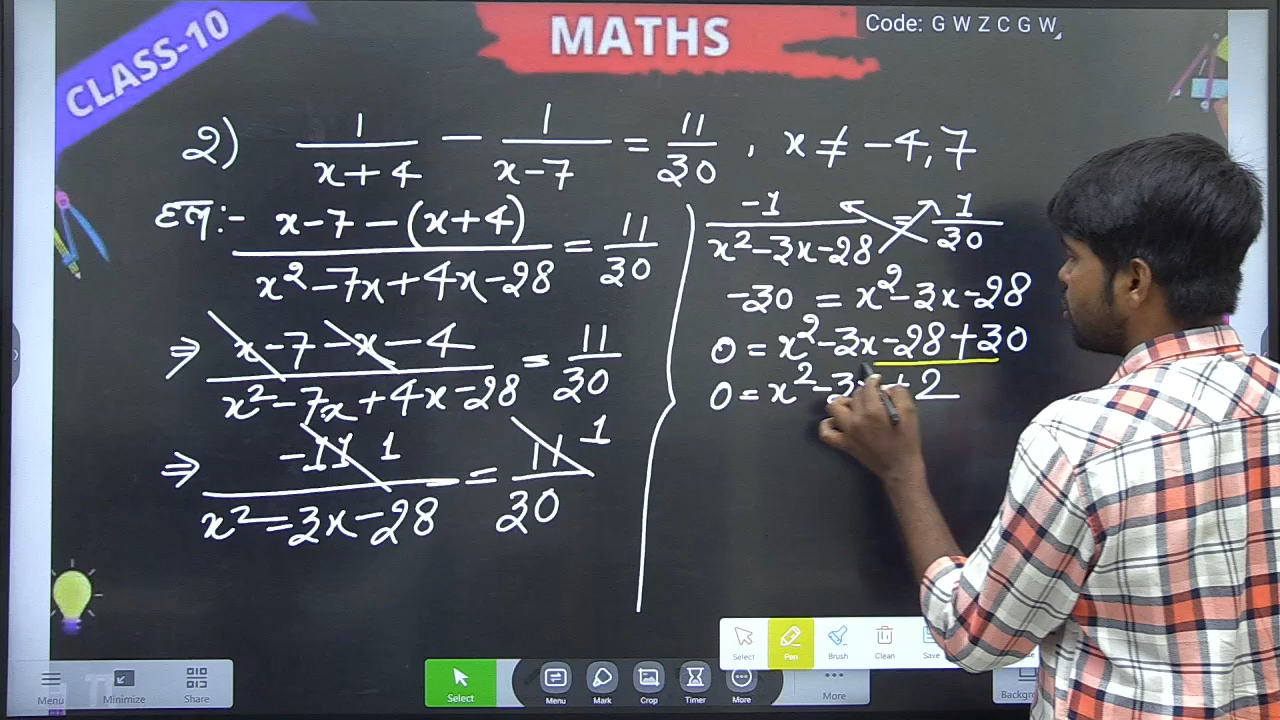 CLASS-10
MATHS
Code: G W Z C G W
2) 1/(x+4) - 1/(x-7) = 11/30, x ≠ -4, 7
हल:- (x-7-(x+4))/(x²-7x+4x-28) = 11/30
⇒ (x-7-x-4)/(x²-7x+4x-28) = 11/30
⇒ -11 1/(x²-3x-28) = 11 1/30
-1/(x²-3x-28) = 1/30
-30 = x²-3x-28
0 = x²-3x-28+30
0 = x²-3x+2
Select
Pen
Brush
Clean
Save
Menu
Minimize
Share
Select
Menu
Mark
Crop
Timer
More
More